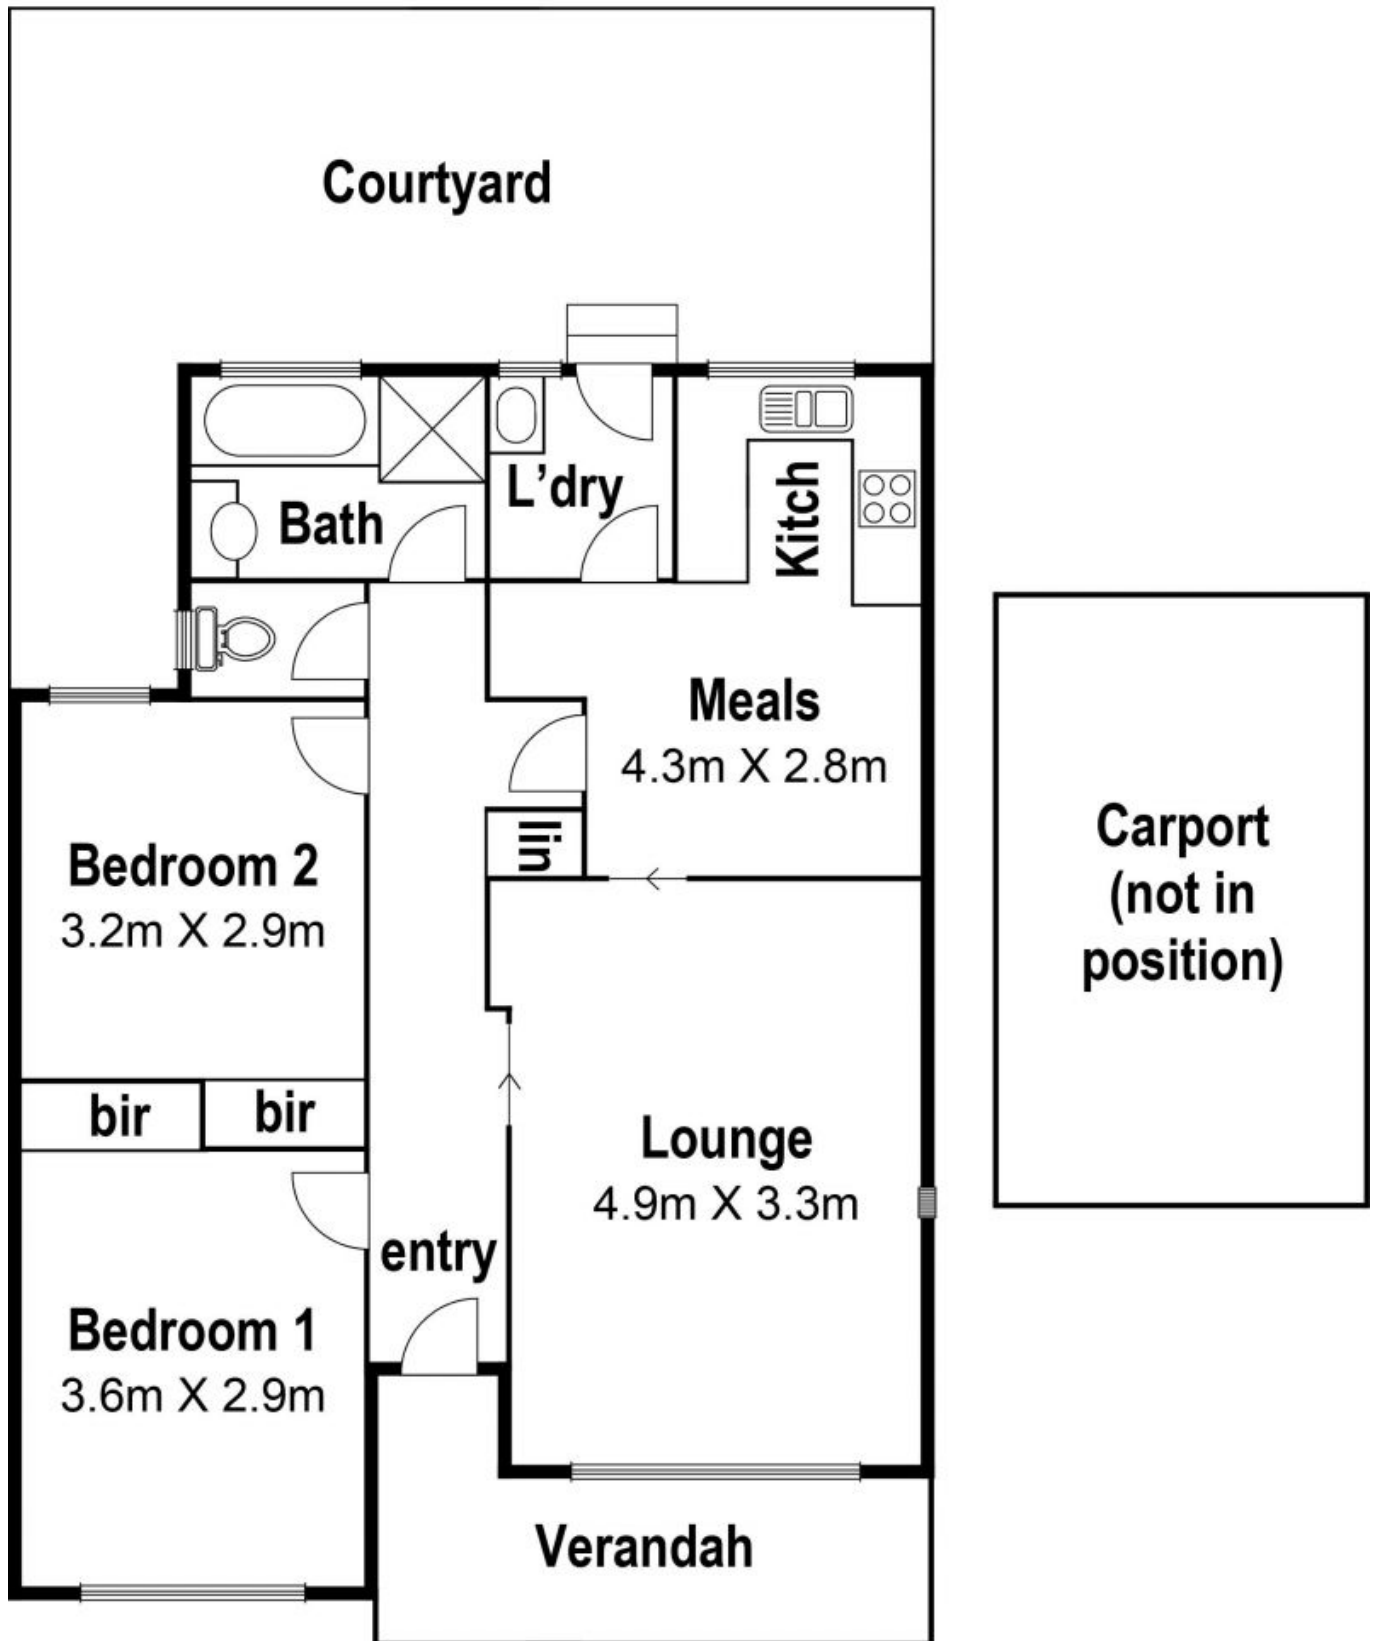 Courtyard
L'dry
Bath
Kitch
Meals
4.3m X 2.8m
lin
Bedroom 2
3.2m X 2.9m
Carport
(not in
position)
bir
bir
Lounge
4.9m X 3.3m
entry
Bedroom 1
3.6m X 2.9m
Verandah